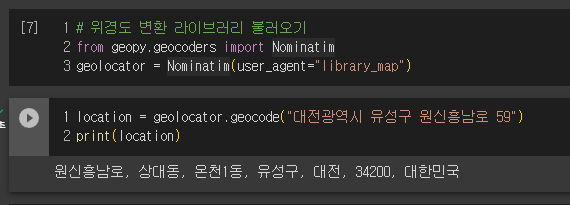 [7]
1 # 위경도 변환 라이브러리 불러오기
2 from geopy.geocoders import Nominatim
3 geolocator = Nominatim(user_agent="library_map")
1 location = geolocator.geocode("대전광역시 유성구 원신흥남로 59")
2 print(location)
원신흥남로, 상대동, 온천1동, 유성구, 대전, 34200, 대한민국